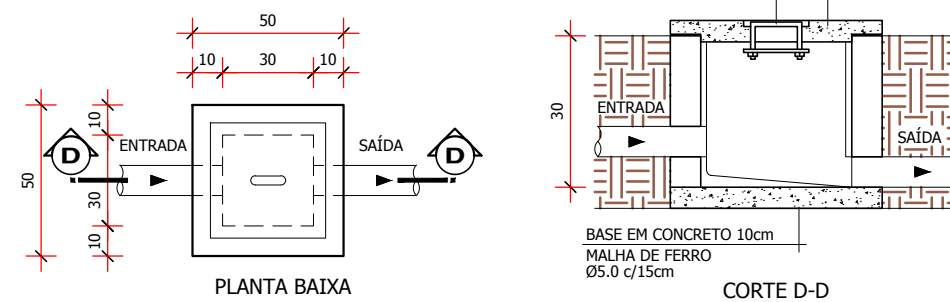 50
10 30 10
10
30
10
50
D
ENTRADA
SAÍDA
D
PLANTA BAIXA
30
ENTRADA
SAÍDA
BASE EM CONCRETO 10cm
MALHA DE FERRO
Ø5.0 c/15cm
CORTE D-D